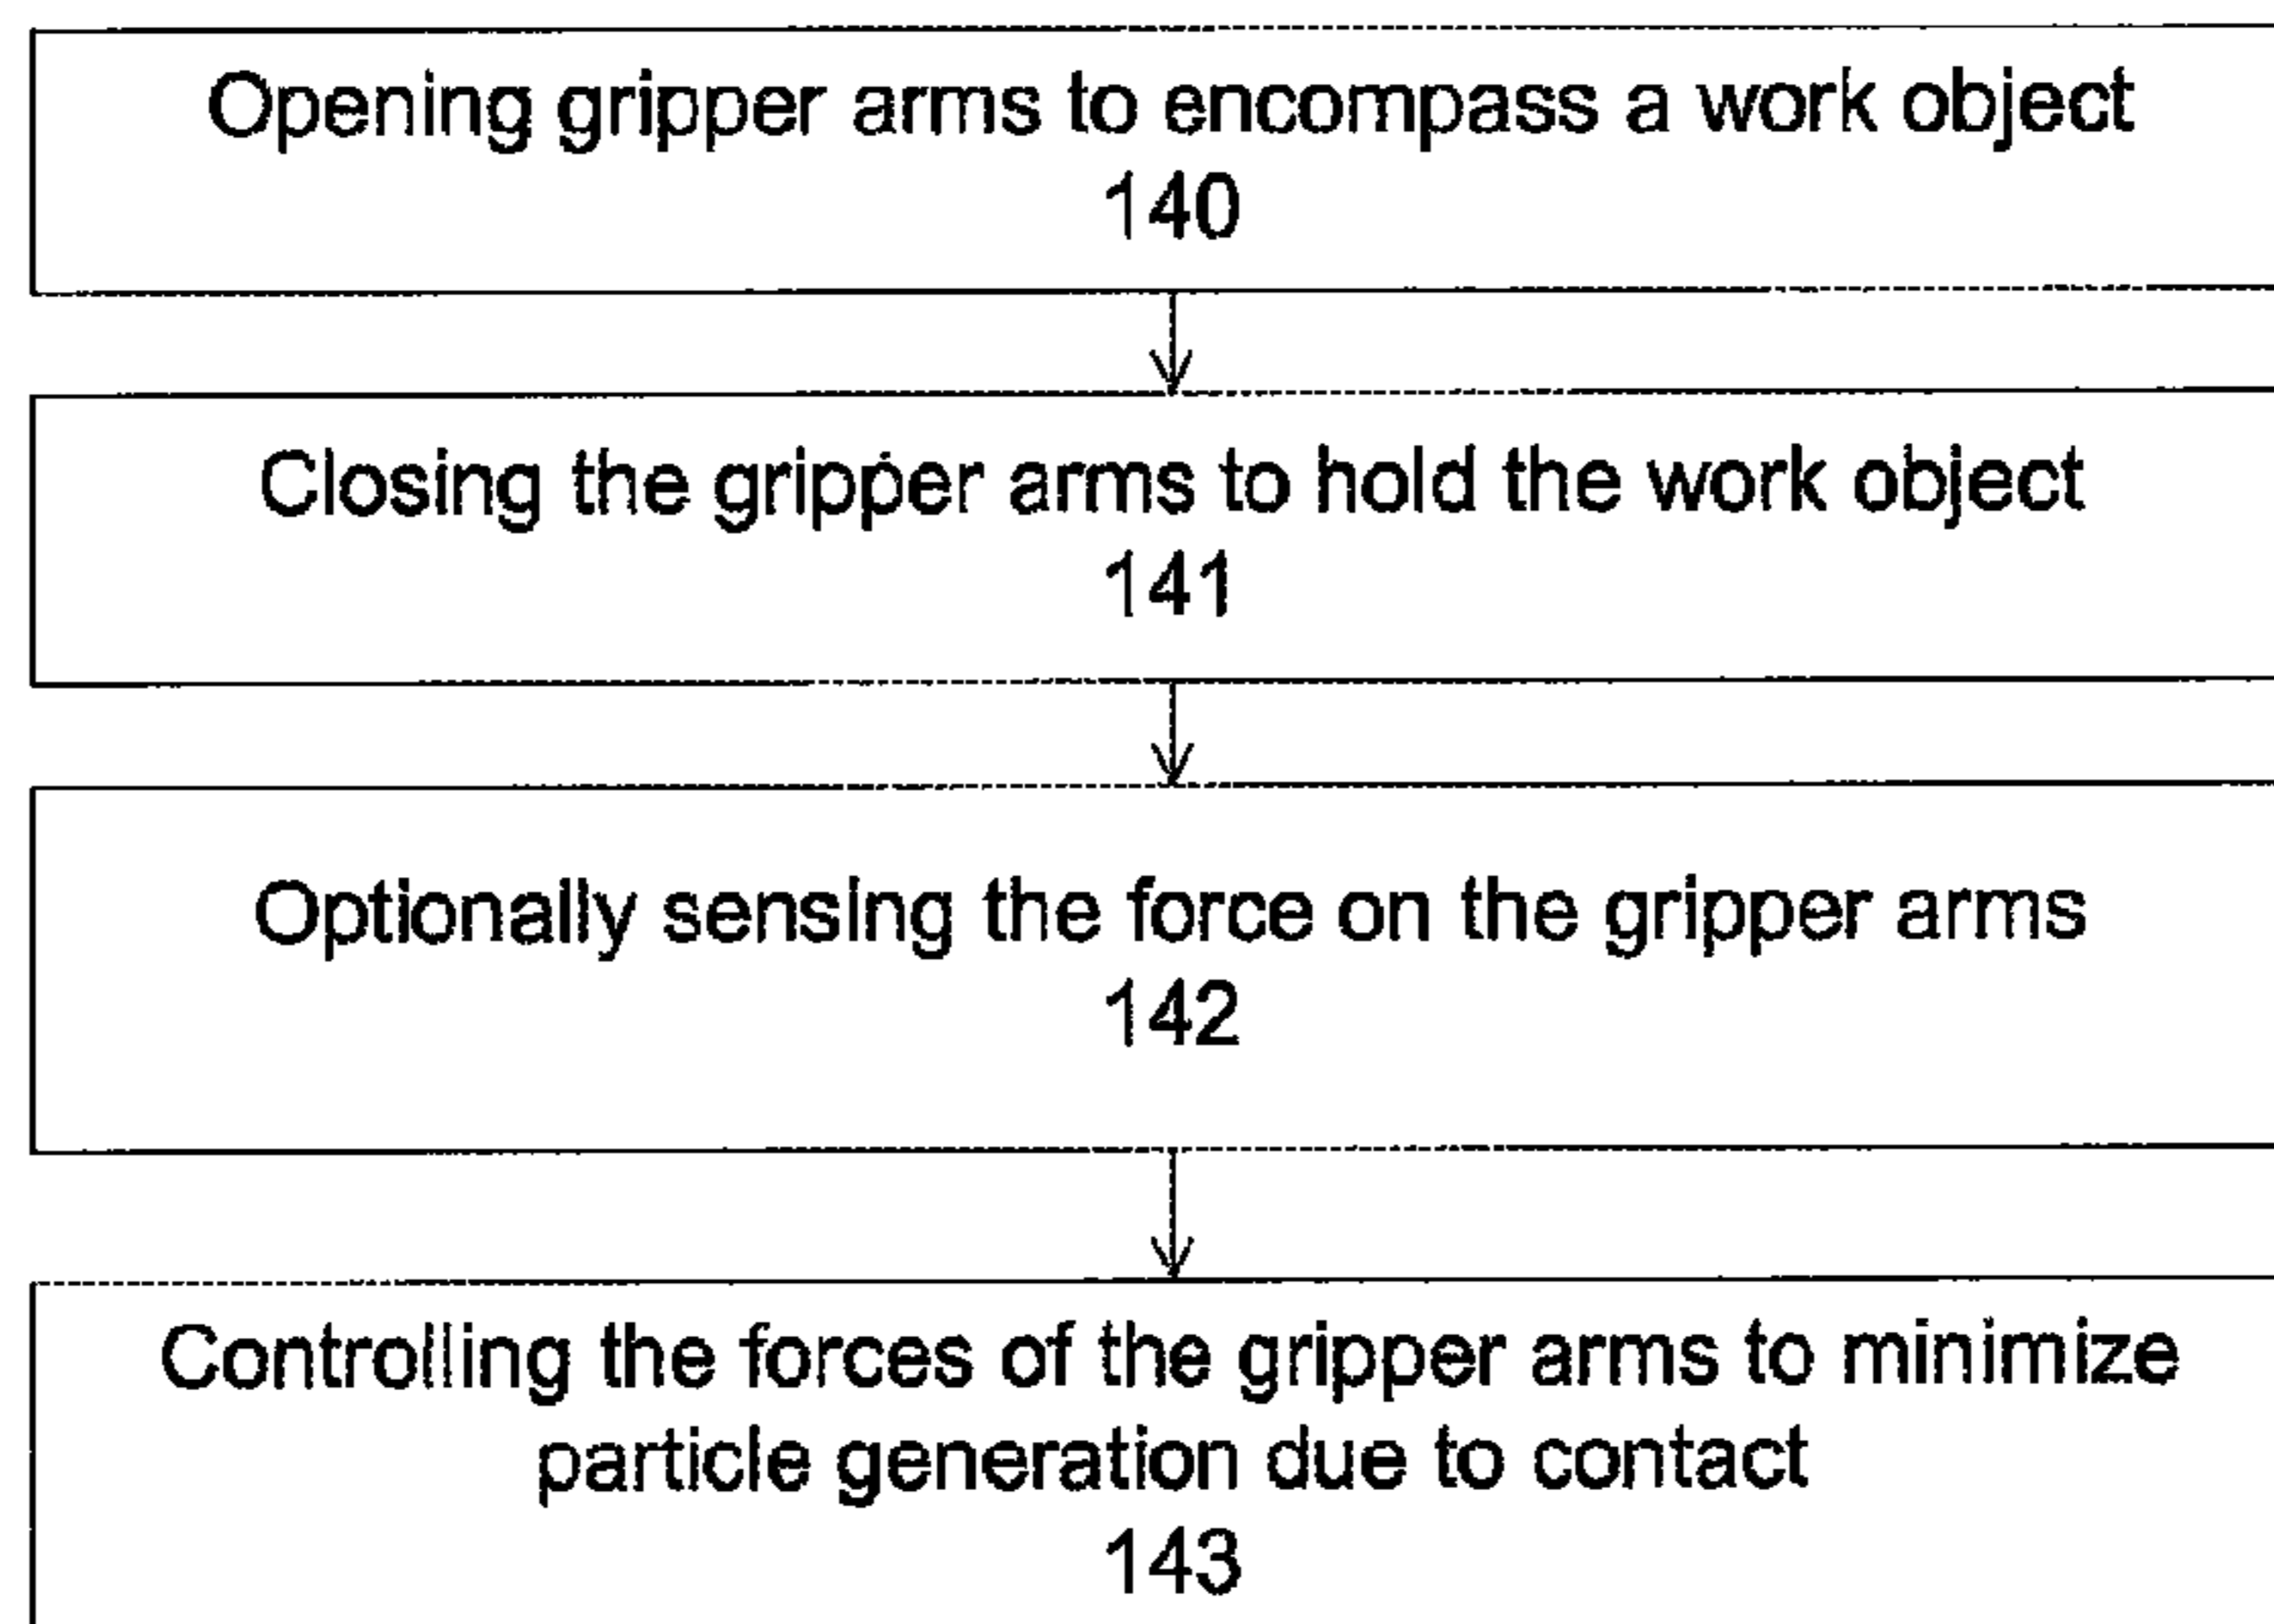 Opening gripper arms to encompass a work object
140
Closing the gripper arms to hold the work object
141
Optionally sensing the force on the gripper arms
142
Controlling the forces of the gripper arms to minimize
particle generation due to contact
143